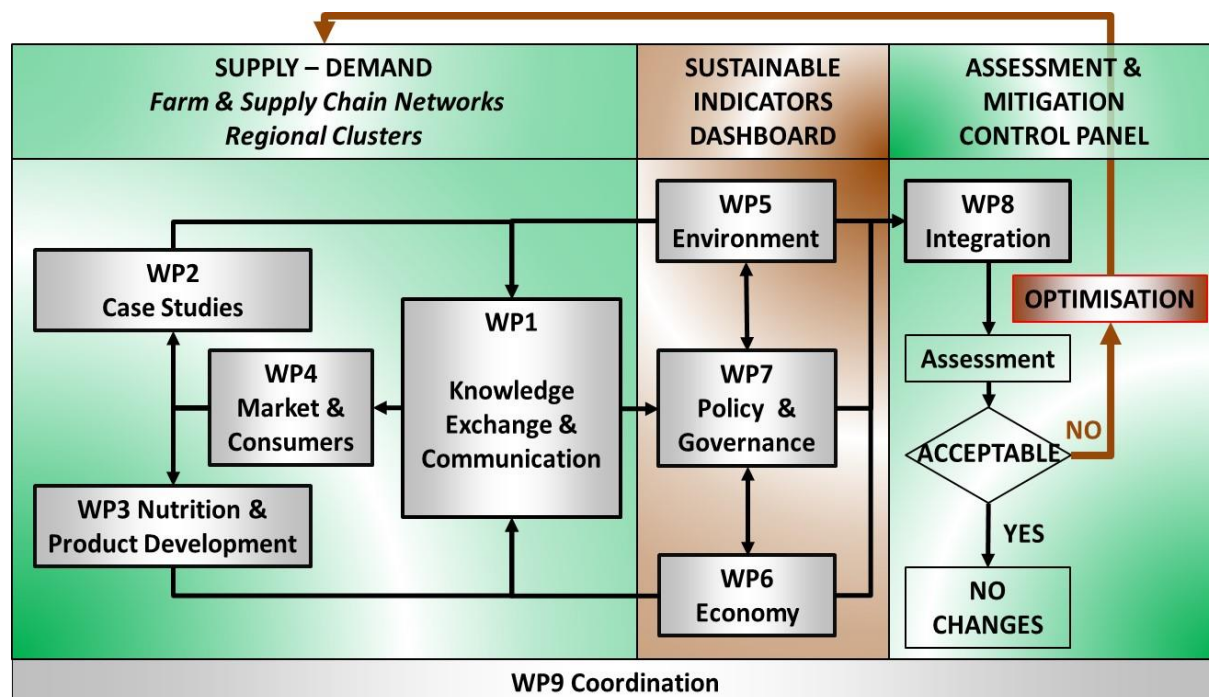 SUPPLY – DEMAND
Farm & Supply Chain Networks
Regional Clusters
SUSTAINABLE
INDICATORS
DASHBOARD
ASSESSMENT &
MITIGATION
CONTROL PANEL
WP2
Case Studies
WP4
Market &
Consumers
WP3 Nutrition &
Product Development
WP1
Knowledge
Exchange &
Communication
WP5
Environment
WP7
Policy &
Governance
WP6
Economy
WP8
Integration
OPTIMISATION
Assessment
ACCEPTABLE
NO
YES
NO
CHANGES
WP9 Coordination